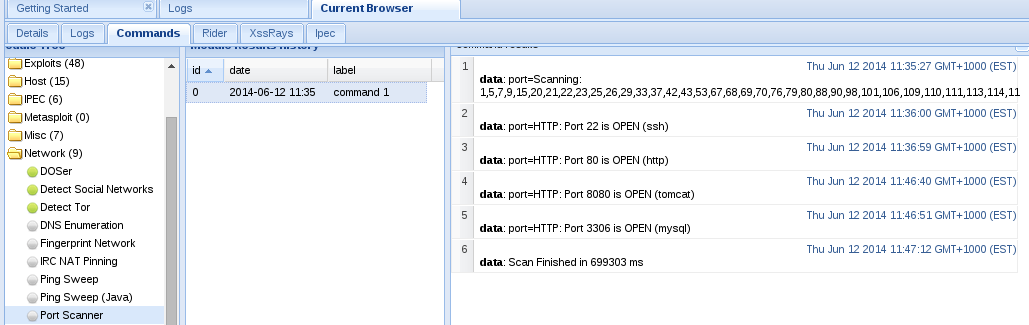 Getting Started
Logs
Current Browser
Details
Logs
Commands
Rider
XssRays
Ipec
Exploits (48)
Host (15)
IPEC (6)
Metasploit (0)
Misc (7)
Network (9)
DOSer
Detect Social Networks
Detect Tor
DNS Enumeration
Fingerprint Network
IRC NAT Pinning
Ping Sweep
Ping Sweep (Java)
Port Scanner
Module Results History
id date label
0 2014-06-12 11:35 command 1
Command results
1 Thu Jun 12 2014 11:35:27 GMT+1000 (EST)
data: port=Scanning:
1,5,7,9,15,20,21,22,23,25,26,29,33,37,42,43,53,67,68,69,70,76,79,80,88,90,98,101,106,109,110,111,113,114,11
2 Thu Jun 12 2014 11:36:00 GMT+1000 (EST)
data: port=HTTP: Port 22 is OPEN (ssh)
3 Thu Jun 12 2014 11:36:59 GMT+1000 (EST)
data: port=HTTP: Port 80 is OPEN (http)
4 Thu Jun 12 2014 11:46:40 GMT+1000 (EST)
data: port=HTTP: Port 8080 is OPEN (tomcat)
5 Thu Jun 12 2014 11:46:51 GMT+1000 (EST)
data: port=HTTP: Port 3306 is OPEN (mysql)
6 Thu Jun 12 2014 11:47:12 GMT+1000 (EST)
data: Scan Finished in 699303 ms